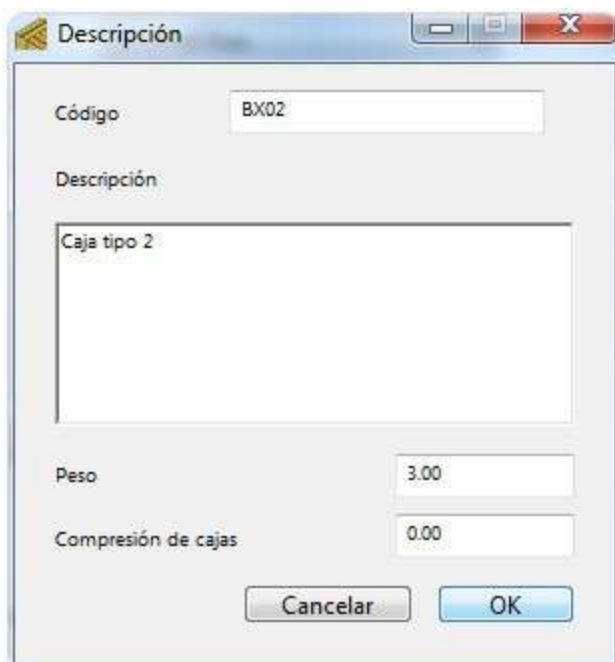 Descripción
Código BX02
Descripción
Caja tipo 2
Peso 3.00
Compresión de cajas 0.00
Cancelar OK